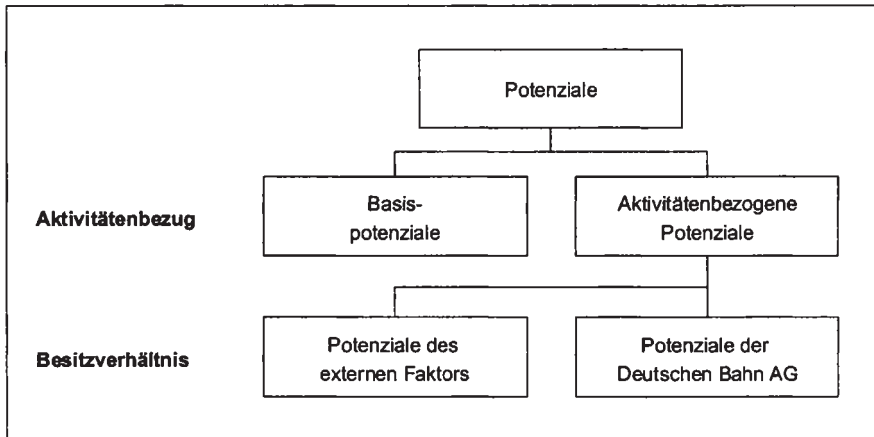 Potenziale
Aktivitätenbezug
Basis-
potenziale
Aktivitätenbezogene
Potenziale
Besitzverhältnis
Potenziale des
externen Faktors
Potenziale der
Deutschen Bahn AG